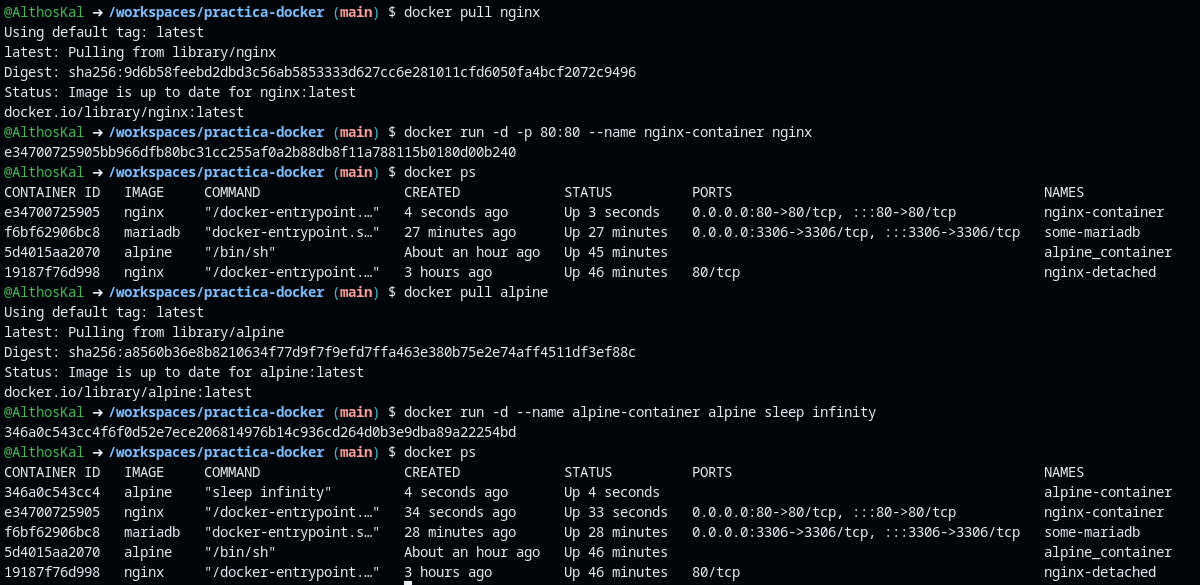 @AlthosKal ➜ /workspaces/practica-docker (main) $ docker pull nginx
Using default tag: latest
latest: Pulling from library/nginx
Digest: sha256:9d6b58feebd2dbd3c56ab5853333d627cc6e281011cfd6050fa4bcf2072c9496
Status: Image is up to date for nginx:latest
docker.io/library/nginx:latest
@AlthosKal ➜ /workspaces/practica-docker (main) $ docker run -d -p 80:80 --name nginx-container nginx
e34700725905bb966dfb80bc31cc255af0a2b88db8f11a788115b0180d00b240
@AlthosKal ➜ /workspaces/practica-docker (main) $ docker ps
CONTAINER ID   IMAGE     COMMAND                  CREATED             STATUS          PORTS                                       NAMES
e34700725905   nginx     "/docker-entrypoint.…"   4 seconds ago       Up 3 seconds    0.0.0.0:80->80/tcp, :::80->80/tcp           nginx-container
f6bf62906bc8   mariadb   "docker-entrypoint.s…"   27 minutes ago      Up 27 minutes   0.0.0.0:3306->3306/tcp, :::3306->3306/tcp   some-mariadb
5d4015aa2070   alpine    "/bin/sh"                About an hour ago   Up 45 minutes                                               alpine_container
19187f76d998   nginx     "/docker-entrypoint.…"   3 hours ago         Up 46 minutes   80/tcp                                      nginx-detached
@AlthosKal ➜ /workspaces/practica-docker (main) $ docker pull alpine
Using default tag: latest
latest: Pulling from library/alpine
Digest: sha256:a8560b36e8b8210634f77d9f7f9efd7ffa463e380b75e2e74aff4511df3ef88c
Status: Image is up to date for alpine:latest
docker.io/library/alpine:latest
@AlthosKal ➜ /workspaces/practica-docker (main) $ docker run -d --name alpine-container alpine sleep infinity
346a0c543cc4f6f0d52e7ece206814976b14c936cd264d0b3e9dba89a22254bd
@AlthosKal ➜ /workspaces/practica-docker (main) $ docker ps
CONTAINER ID   IMAGE     COMMAND                  CREATED             STATUS          PORTS                                       NAMES
346a0c543cc4   alpine    "sleep infinity"         4 seconds ago       Up 4 seconds                                                alpine-container
e34700725905   nginx     "/docker-entrypoint.…"   34 seconds ago      Up 33 seconds   0.0.0.0:80->80/tcp, :::80->80/tcp           nginx-container
f6bf62906bc8   mariadb   "docker-entrypoint.s…"   28 minutes ago      Up 28 minutes   0.0.0.0:3306->3306/tcp, :::3306->3306/tcp   some-mariadb
5d4015aa2070   alpine    "/bin/sh"                About an hour ago   Up 46 minutes                                               alpine_container
19187f76d998   nginx     "/docker-entrypoint.…"   3 hours ago         Up 46 minutes   80/tcp                                      nginx-detached